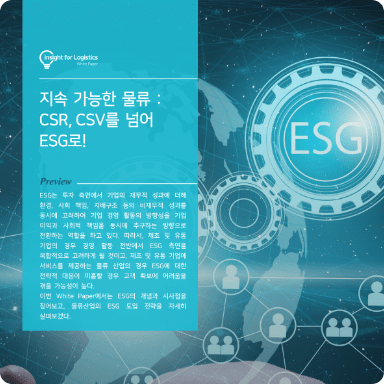 Insight for Logistics
White Paper
지속 가능한 물류 :
CSR, CSV를 넘어
ESG로!
Preview
ESG는 투자 측면에서 기업의 재무적 성과에 더해
환경, 사회 책임, 지배구조 등의 비재무적 성과를
동시에 고려하여 기업 경영 활동의 방향성을 기업
이익과 사회적 책임을 동시에 추구하는 방향으로
전환하는 역할을 하고 있다. 따라서, 제조 및 유통
기업의 경우 경영 활동 전반에서 ESG 측면을
복합적으로 고려하게 될 것이고, 제조 및 유통 기업에
서비스를 제공하는 물류 산업의 경우 ESG에 대한
전략적 대응이 미흡할 경우 고객 확보에 어려움을
겪을 가능성이 높다.
이번 White Paper에서는 ESG의 개념과 시사점을
짚어보고, 물류산업의 ESG 도입 전략을 자세히
살펴보겠다.
ESG